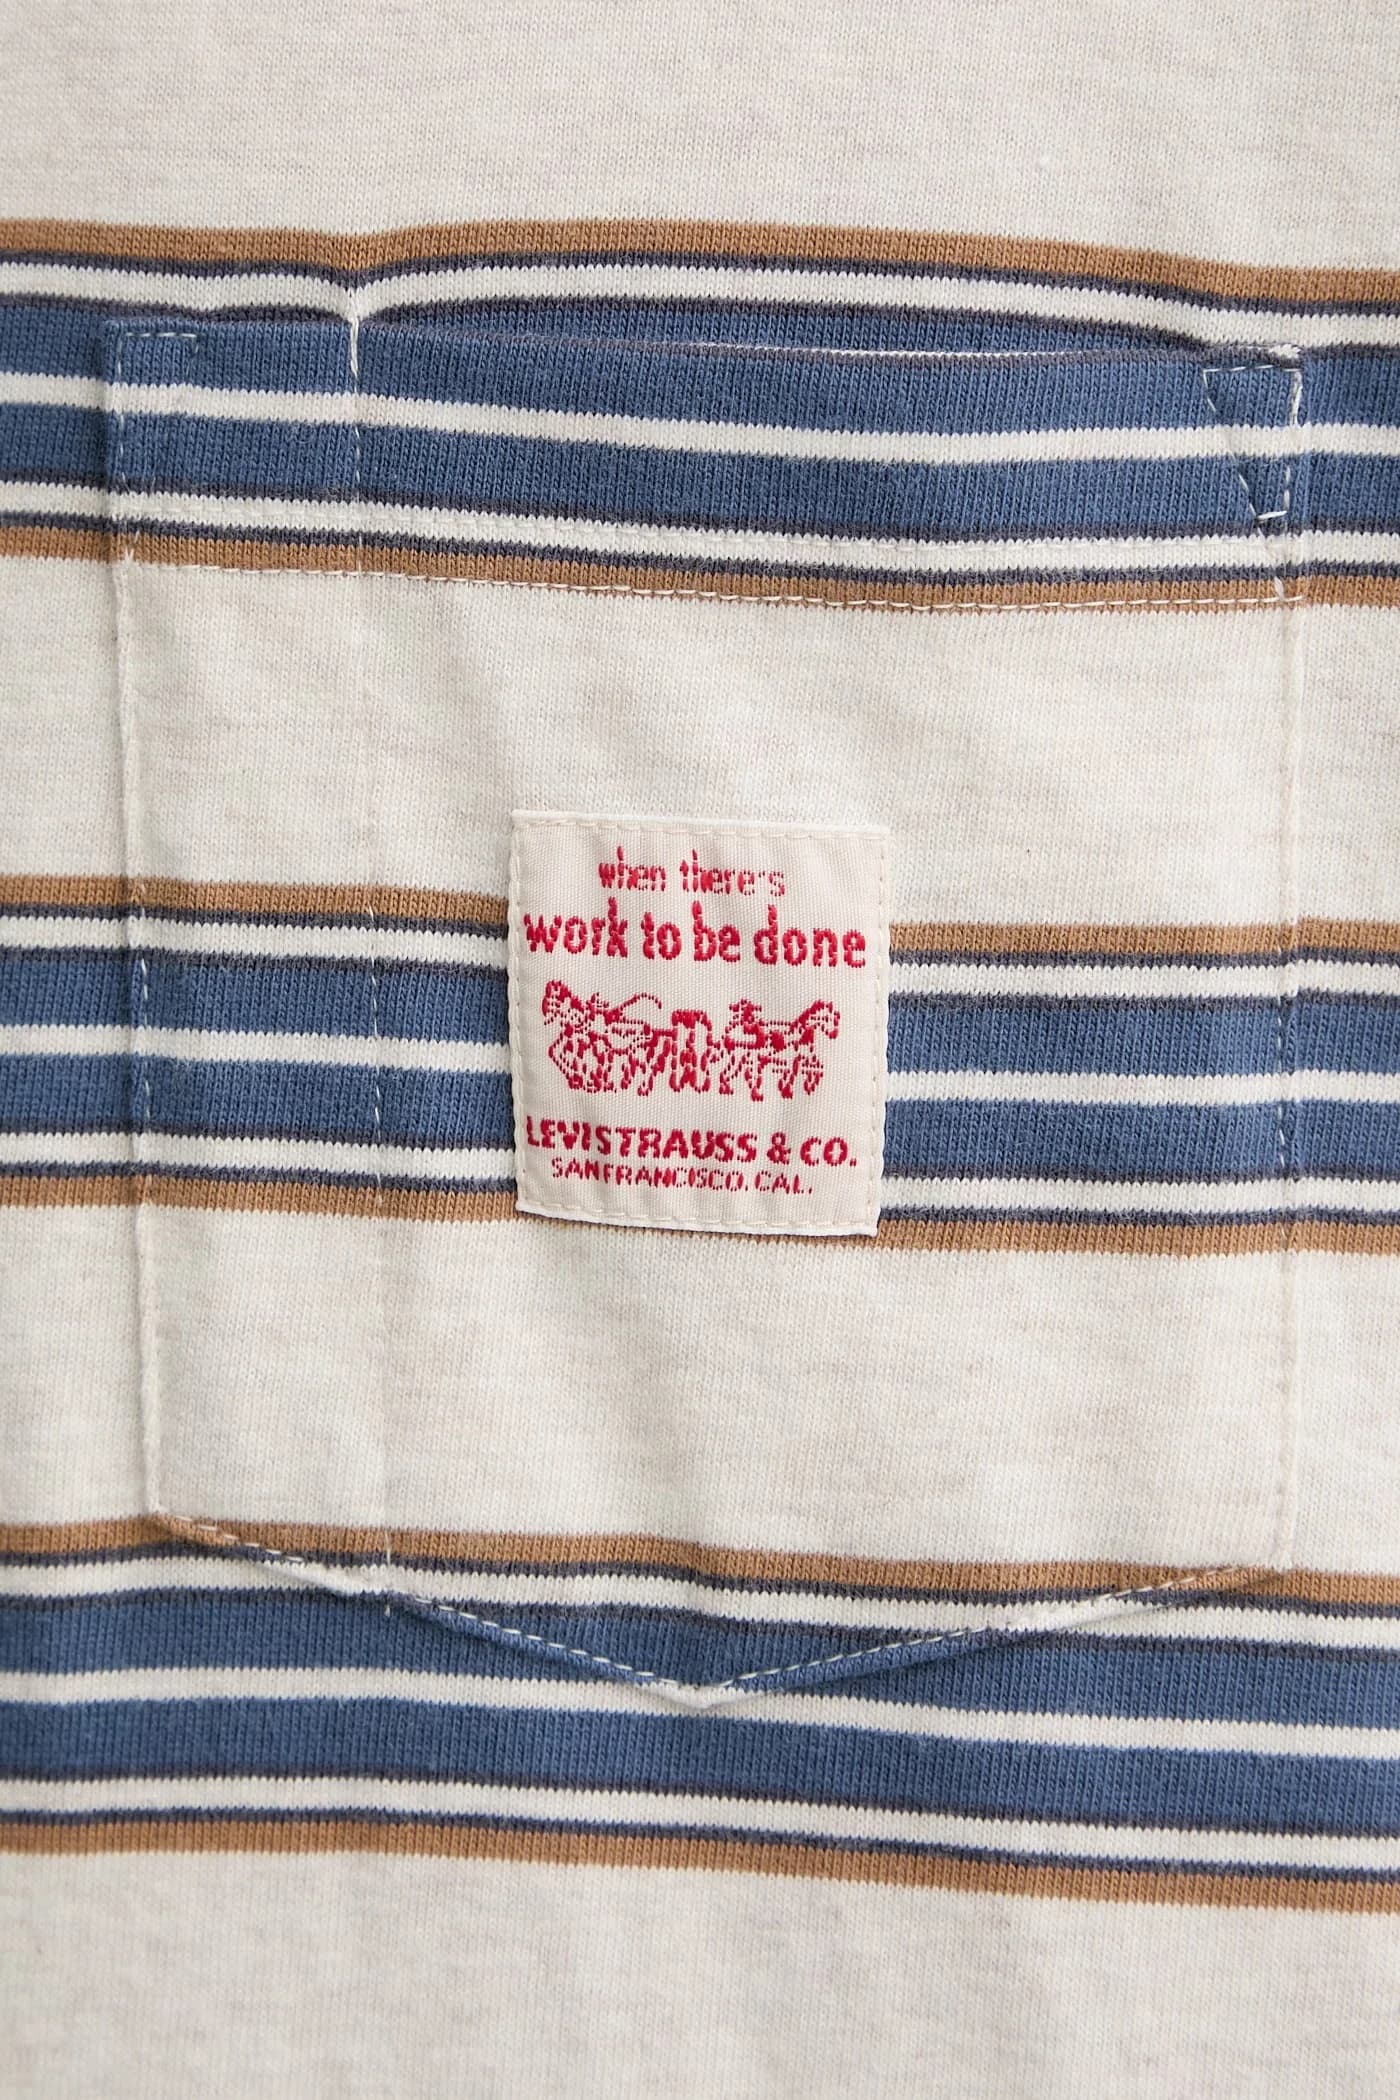 when there's
work to be done
LEVI STRAUSS & CO.
SAN FRANCISCO, CAL.